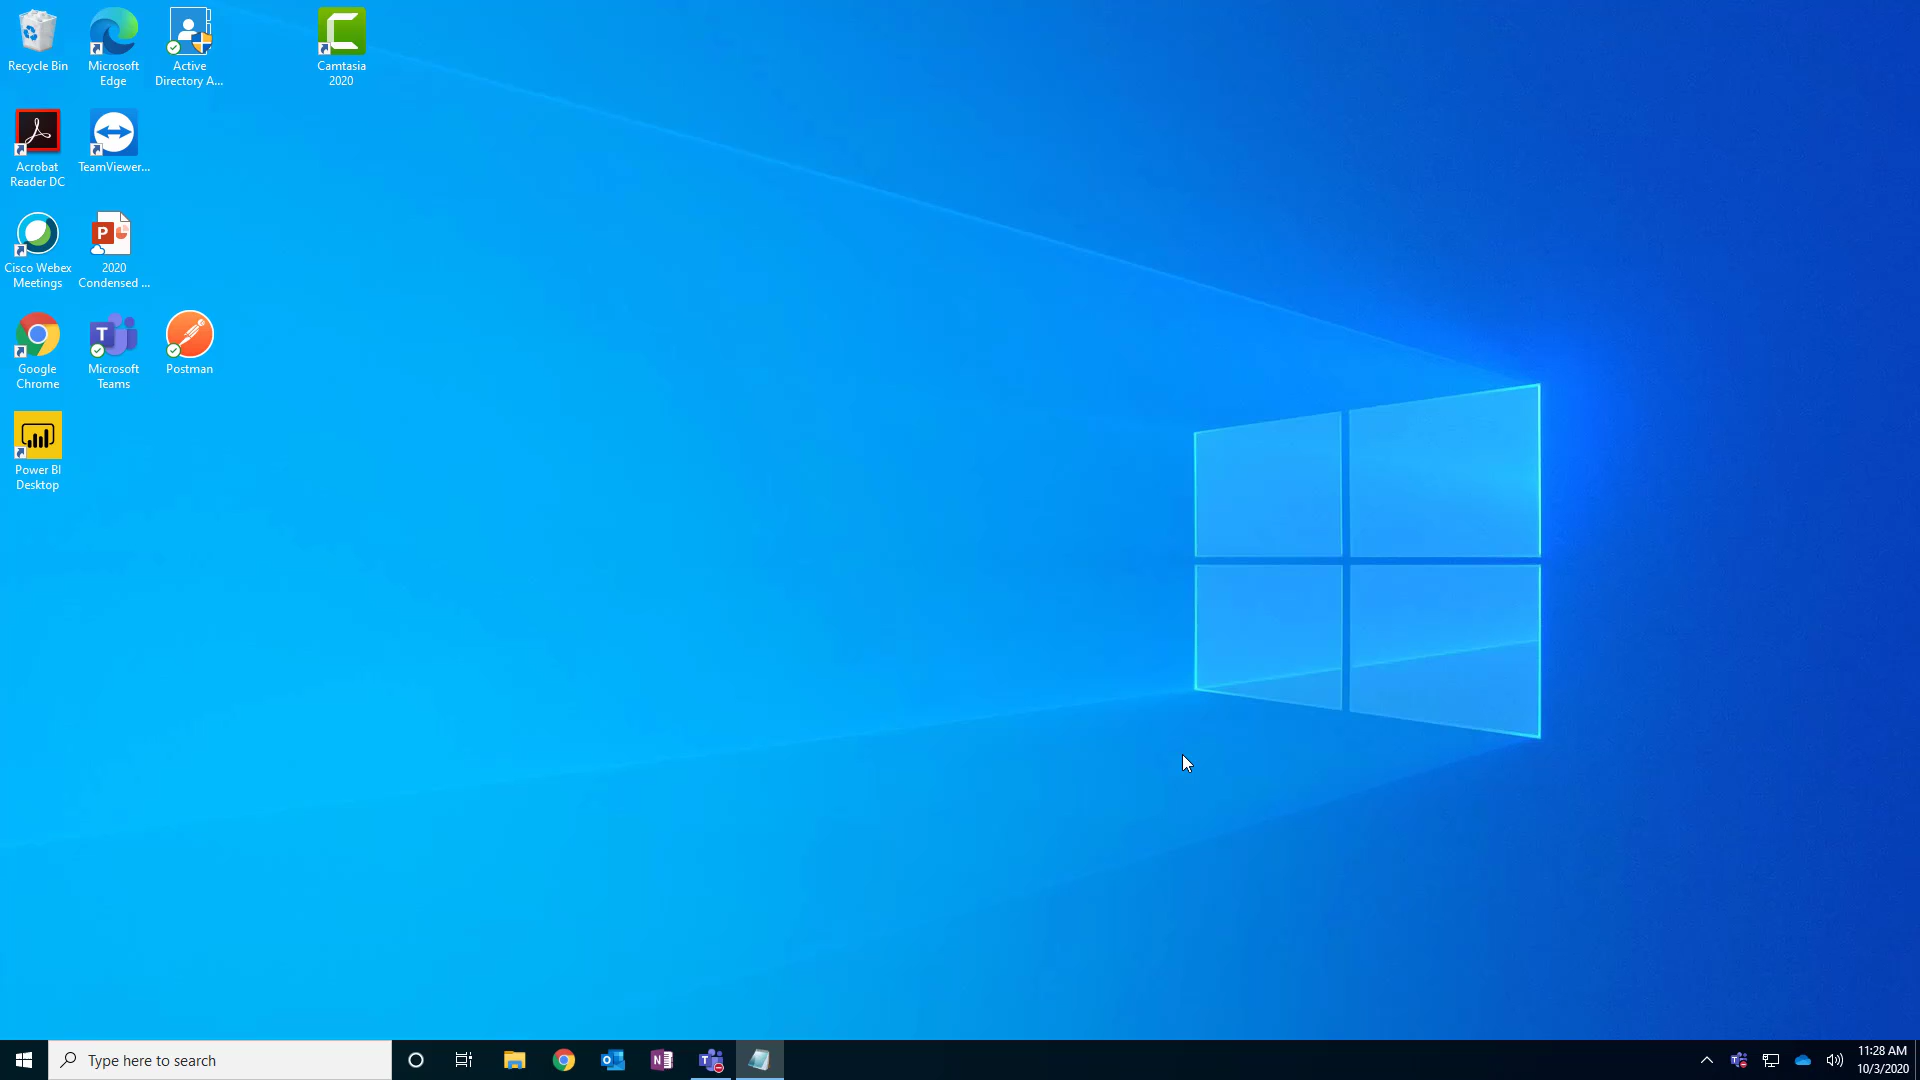 Recycle Bin
Microsoft
Edge
Active
Directory A...
Camtasia
2020
Acrobat
Reader DC
TeamViewer...
Cisco Webex
Meetings
2020
Condensed ...
Google
Chrome
Microsoft
Teams
Postman
Power BI
Desktop
Type here to search
11:28 AM
10/3/2020